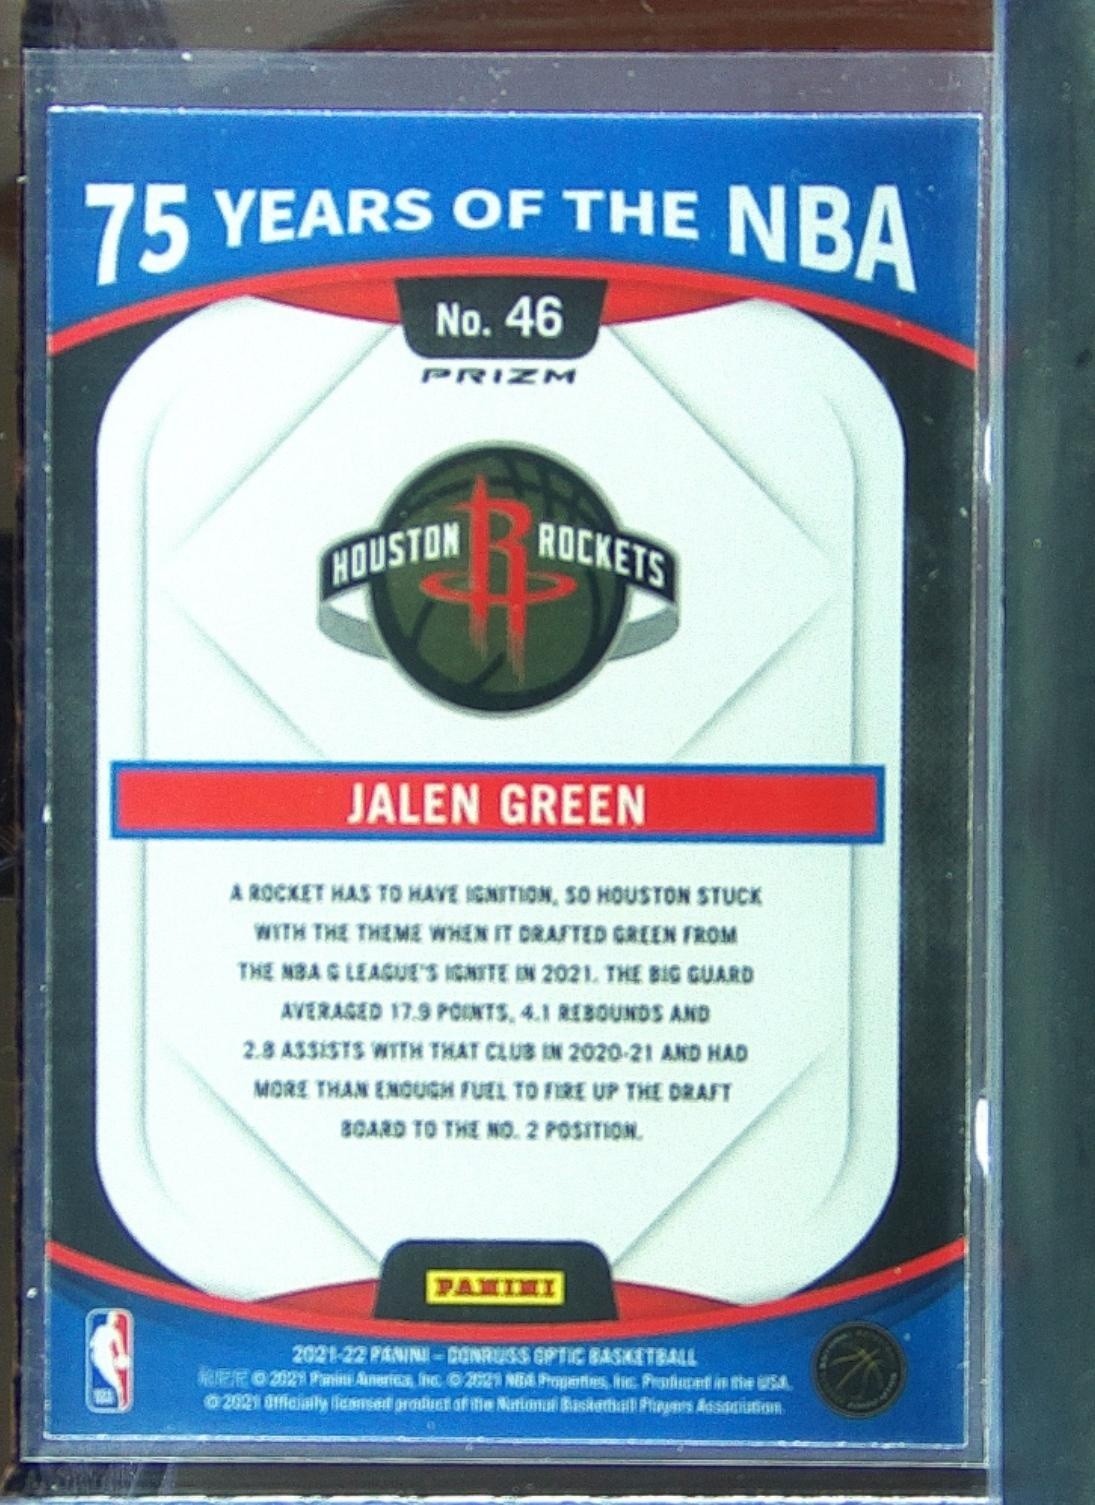 75 YEARS OF THE NBA
No. 46
PRIZM
HOUSTON R ROCKETS
JALEN GREEN
A ROCKET HAS TO HAVE IGNITION, SO HOUSTON STUCK
WITH THE THEME WHEN IT DRAFTED GREEN FROM
THE NBA G LEAGUE'S IGNITE IN 2021. THE BIG GUARD
AVERAGED 17.9 POINTS, 4.1 REBOUNDS AND
2.8 ASSISTS WITH THAT CLUB IN 2020-21 AND HAD
MORE THAN ENOUGH FUEL TO FIRE UP THE DRAFT
BOARD TO THE NO. 2 POSITION.
PANINI
NBA
2021-22 PANINI – DONRUSS OPTIC BASKETBALL
© 2021 Panini America, Inc. © 2021 NBA Properties, Inc. Produced in the USA.
© 2021 Officially licensed product of the National Basketball Players Association.